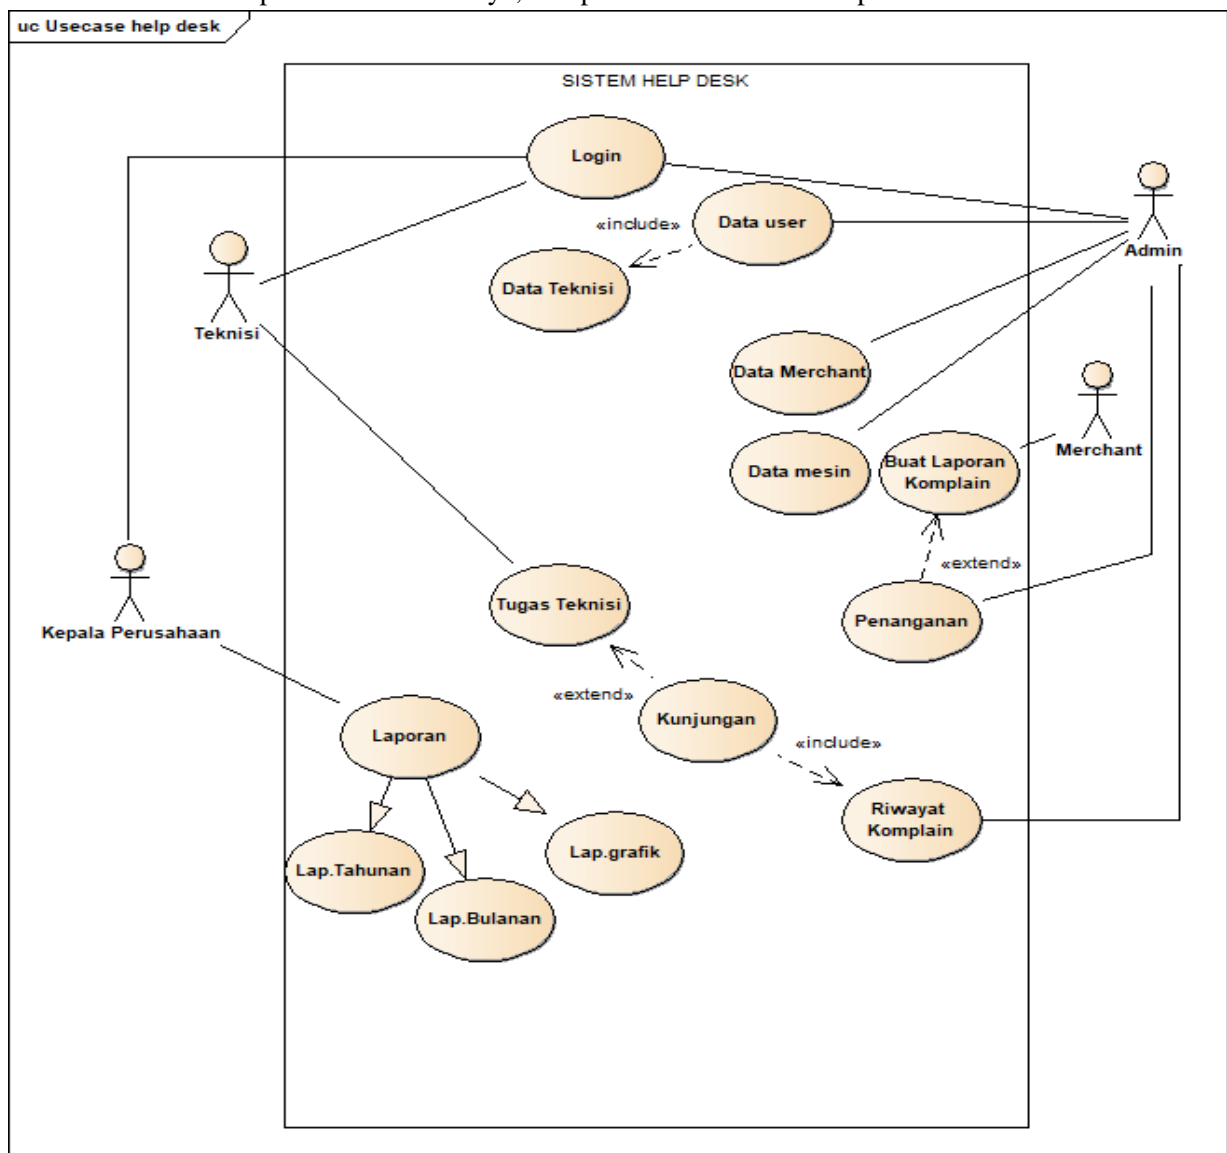 uc Usecase help desk
SISTEM HELP DESK
Login
Data user
«include»
Data Teknisi
Admin
Teknisi
Data Merchant
Merchant
Data mesin
Buat Laporan
Komplain
«extend»
Tugas Teknisi
Penanganan
Kepala Perusahaan
«extend»
Kunjungan
Laporan
«include»
Riwayat
Komplain
Lap.grafik
Lap.Tahunan
Lap.Bulanan